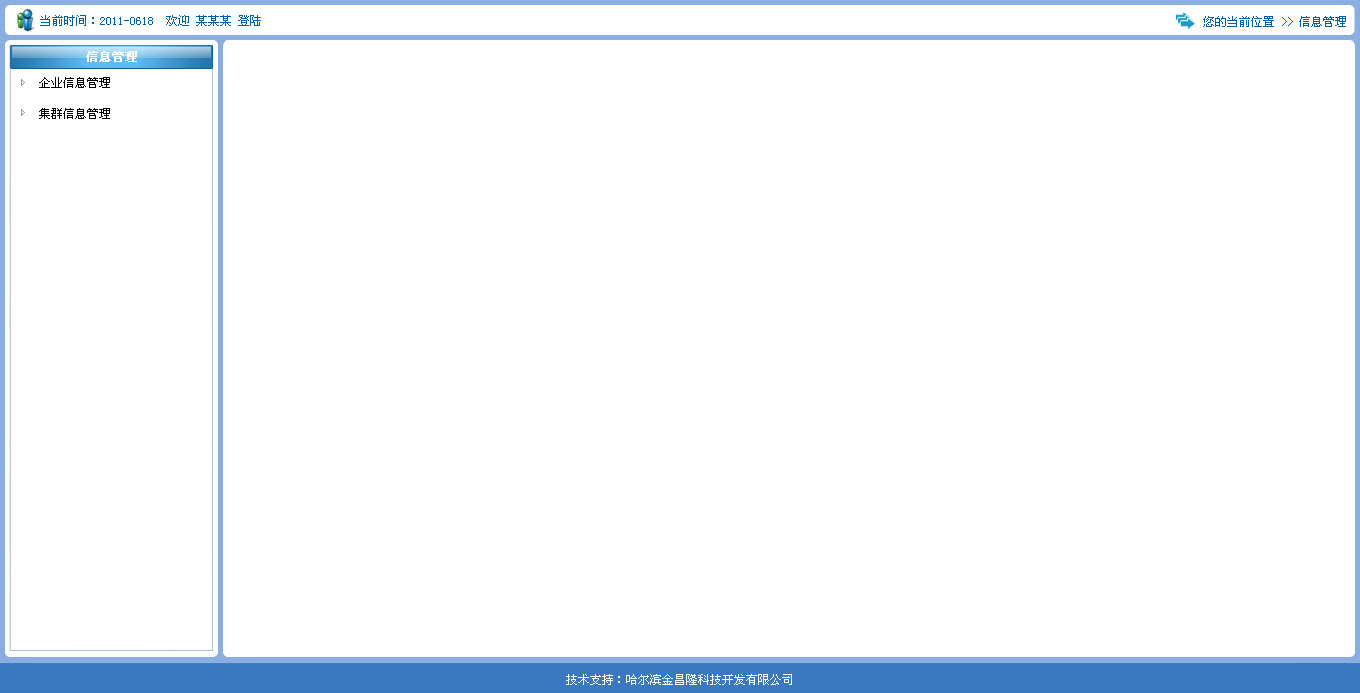 当前时间：2011-0618 欢迎 某某某 登陆
您的当前位置 >> 信息管理
信息管理
企业信息管理
集群信息管理
技术支持：哈尔滨金昌隆科技开发有限公司